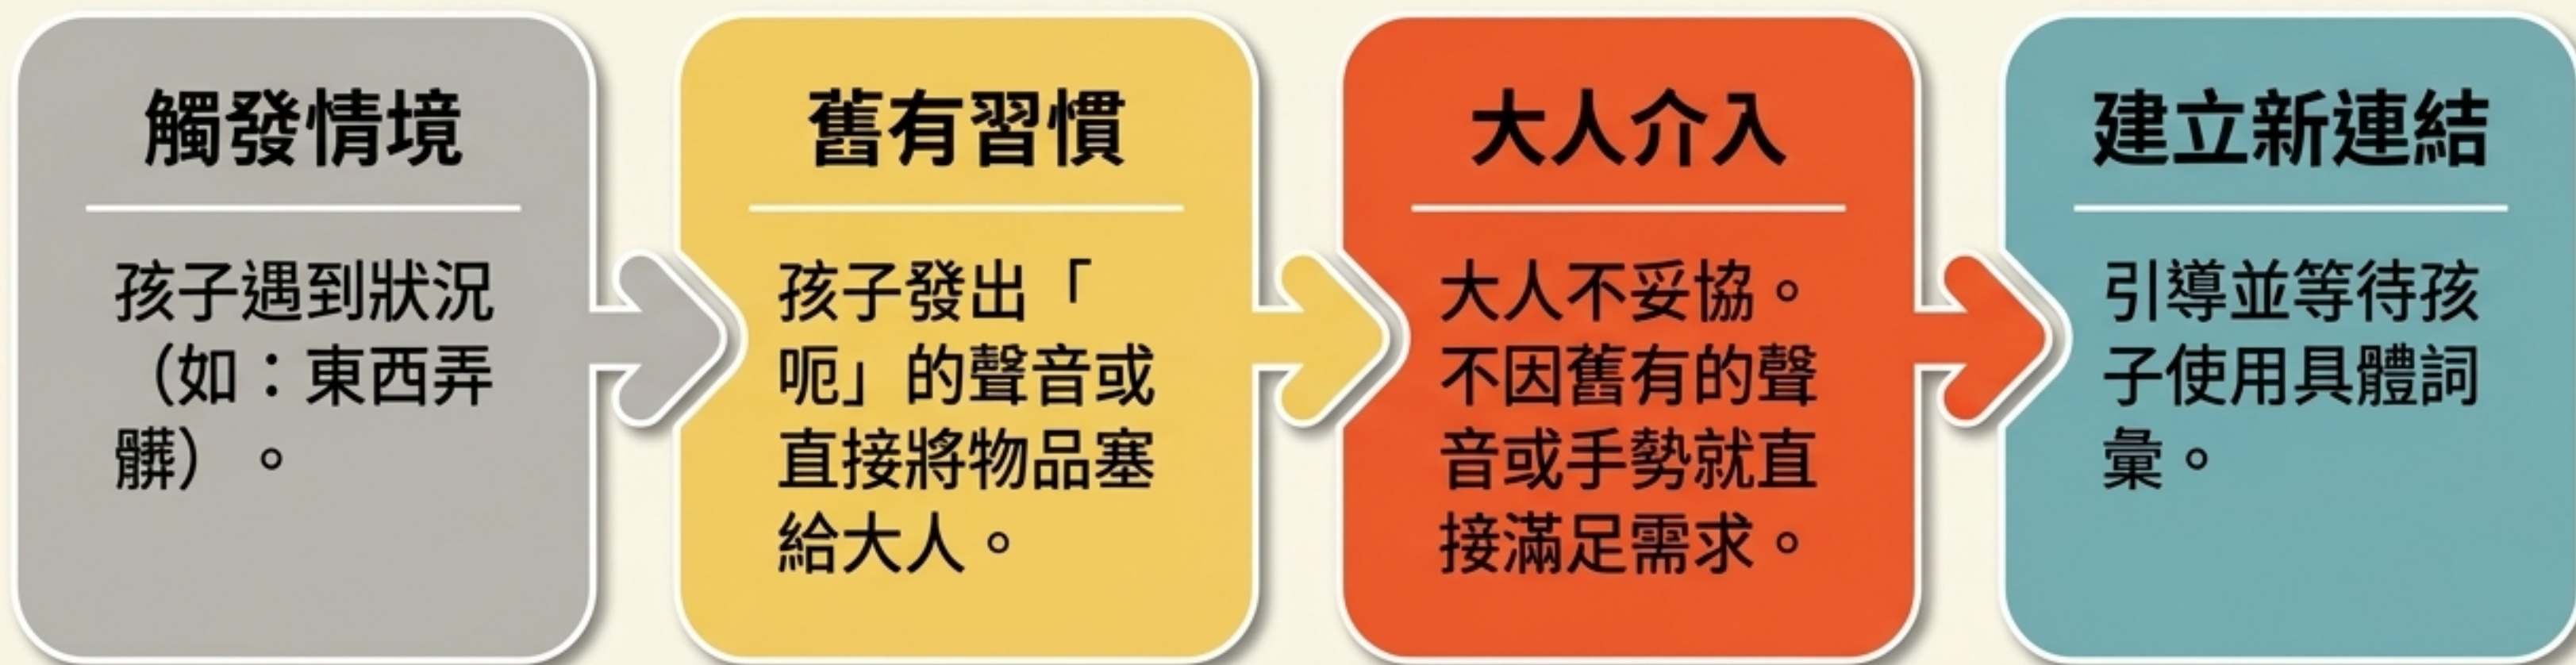 觸發情境
孩子遇到狀況
（如：東西弄
髒）。
舊有習慣
孩子發出「
呃」的聲音或
直接將物品塞
給大人。
大人介入
大人不妥協。
不因舊有的聲
音或手勢就直
接滿足需求。
建立新連結
引導並等待孩
子使用具體詞
彙。